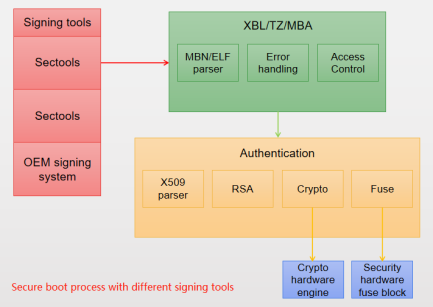 Signing tools
Sectools
Sectools
OEM signing
system
XBL/TZ/MBA
MBN/ELF
parser
Error
handling
Access
Control
Authentication
X509
parser
RSA
Crypto
Fuse
Crypto
hardware
engine
Security
hardware
fuse block
Secure boot process with different signing tools